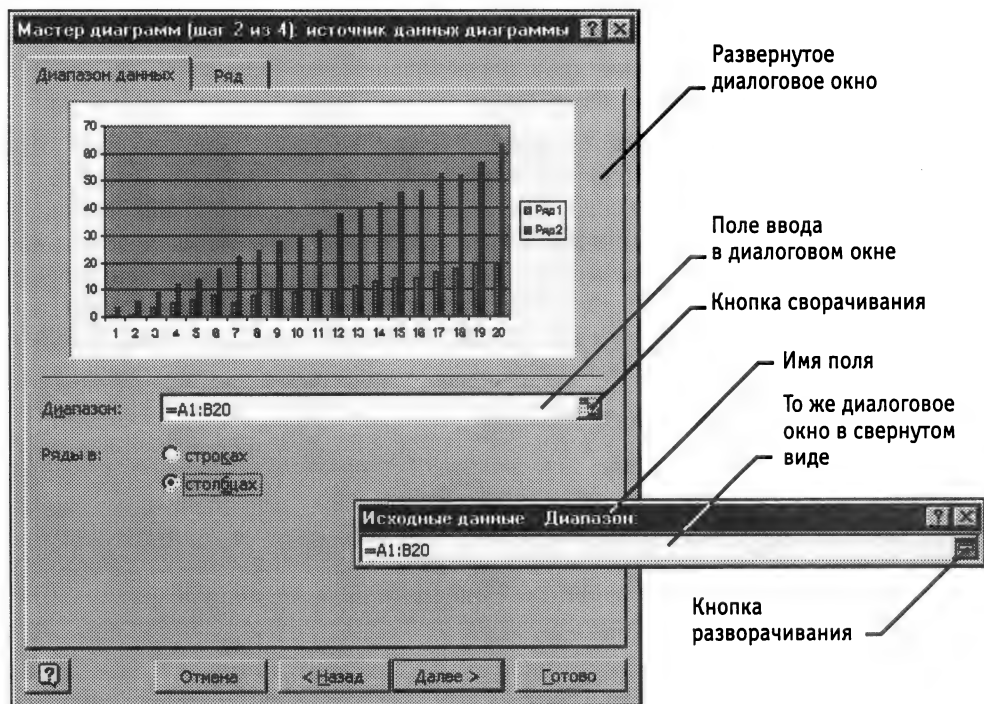 Мастер диаграмм (шаг 2 из 4): источник данных диаграммы
Диапазон данных
Ряд
70
60
50
40
30
20
10
0
1 2 3 4 5 6 7 8 9 10 11 12 13 14 15 16 17 18 19 20
Ряд1
Ряд2
Диапазон:
=A1:B20
Ряды в:
строках
столбцах
Отмена
< Назад
Далее >
Готово
Развернутое
диалоговое окно
Поле ввода
в диалоговом окне
Кнопка сворачивания
Имя поля
То же диалоговое
окно в свернутом
виде
Исходные данные Диапазон:
=A1:B20
Кнопка
разворачивания